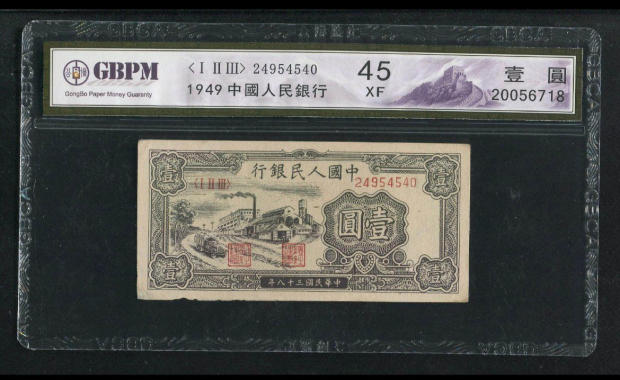 GBPM
GongBo Paper Money Guaranty
<I II III> 24954540
1949 中國人民銀行
45
XF
壹 圓
20056718
行銀民人國中
<I II III>
24954540
壹
壹
圓壹
壹
壹
年八十三國民華中